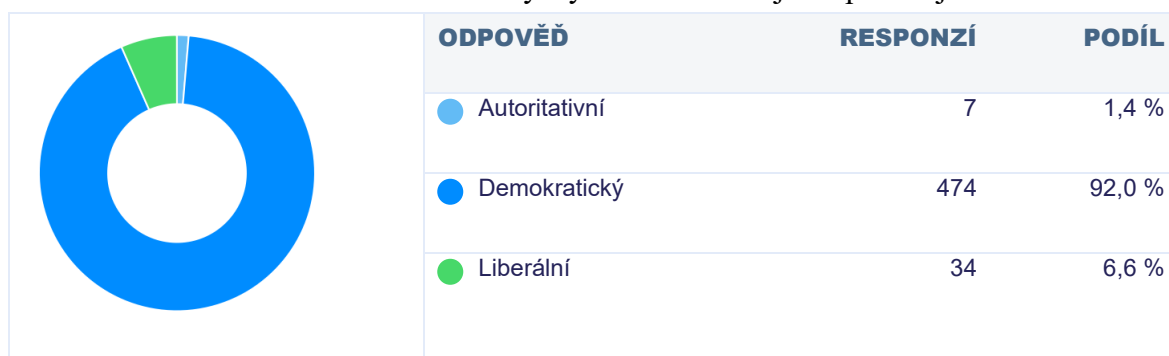 ODPOVĚĎ RESPONZÍ PODÍL
Autoritativní 7 1,4 %
Demokratický 474 92,0 %
Liberální 34 6,6 %